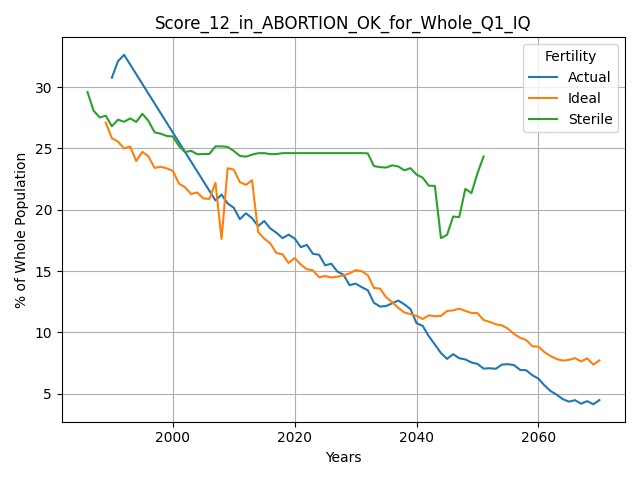 Score_12_in_ABORTION_OK_for_Whole_Q1_IQ
Fertility
Actual
Ideal
Sterile
% of Whole Population
30
25
20
15
10
5
2000 2020 2040 2060
Years